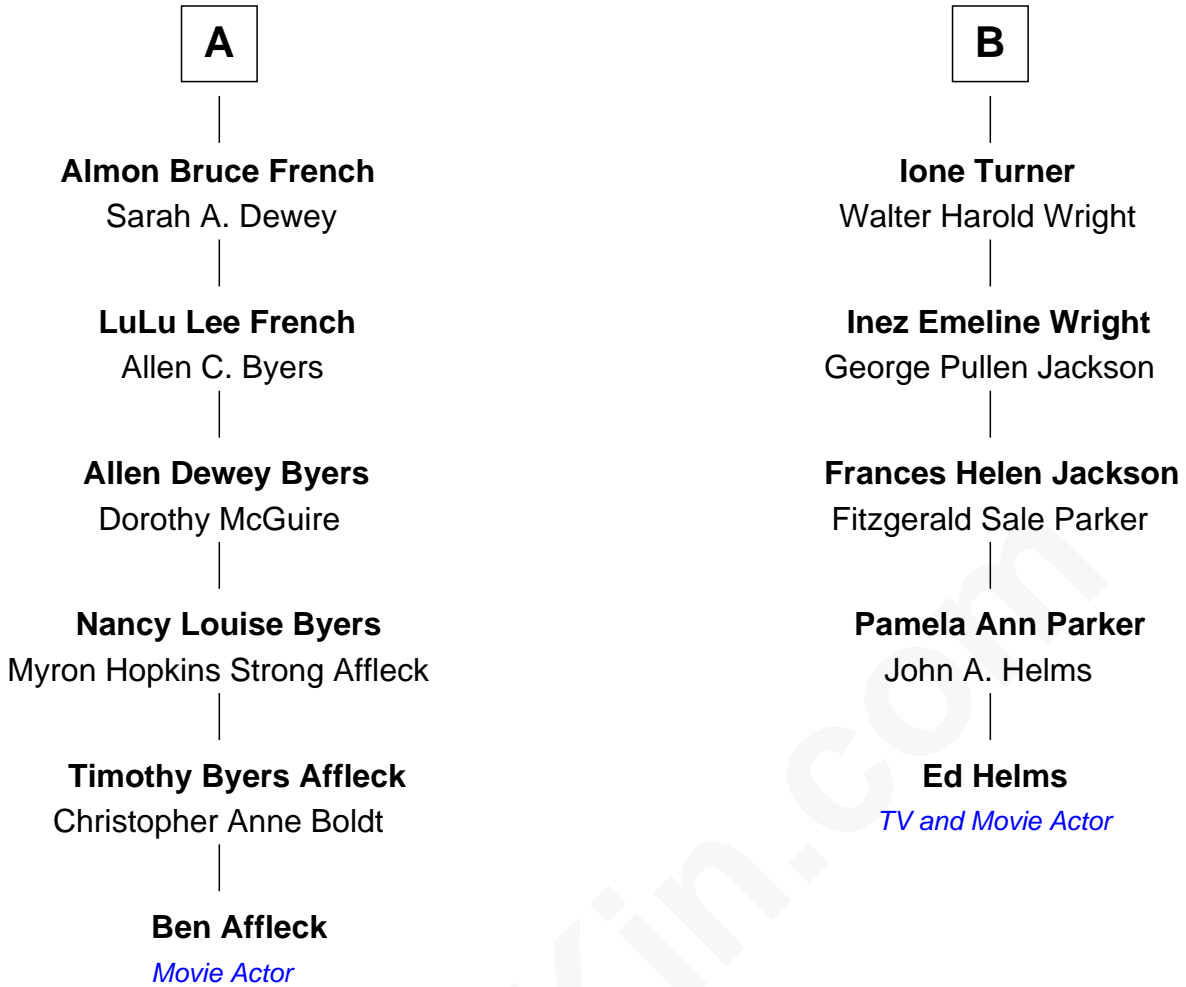 A
Almon Bruce French
Sarah A. Dewey
LuLu Lee French
Allen C. Byers
Allen Dewey Byers
Dorothy McGuire
Nancy Louise Byers
Myron Hopkins Strong Affleck
Timothy Byers Affleck
Christopher Anne Boldt
Ben Affleck
Movie Actor
B
Ione Turner
Walter Harold Wright
Inez Emeline Wright
George Pullen Jackson
Frances Helen Jackson
Fitzgerald Sale Parker
Pamela Ann Parker
John A. Helms
Ed Helms
TV and Movie Actor
Kin.com